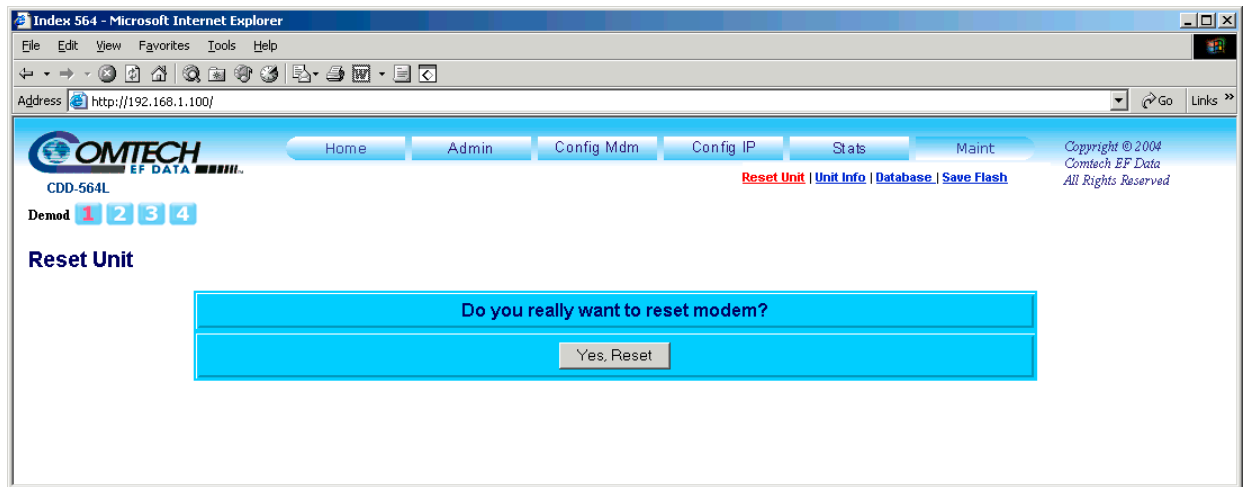 Index 564 - Microsoft Internet Explorer
File Edit View Favorites Tools Help
Address http://192.168.1.100/ Go Links »
COMTECH
EF DATA
CDD-564L
Home Admin Config Mdm Config IP Stats Maint
Reset Unit | Unit Info | Database | Save Flash
Copyright © 2004
Comtech EF Data
All Rights Reserved
Demod 1 2 3 4
Reset Unit
Do you really want to reset modem?
Yes, Reset